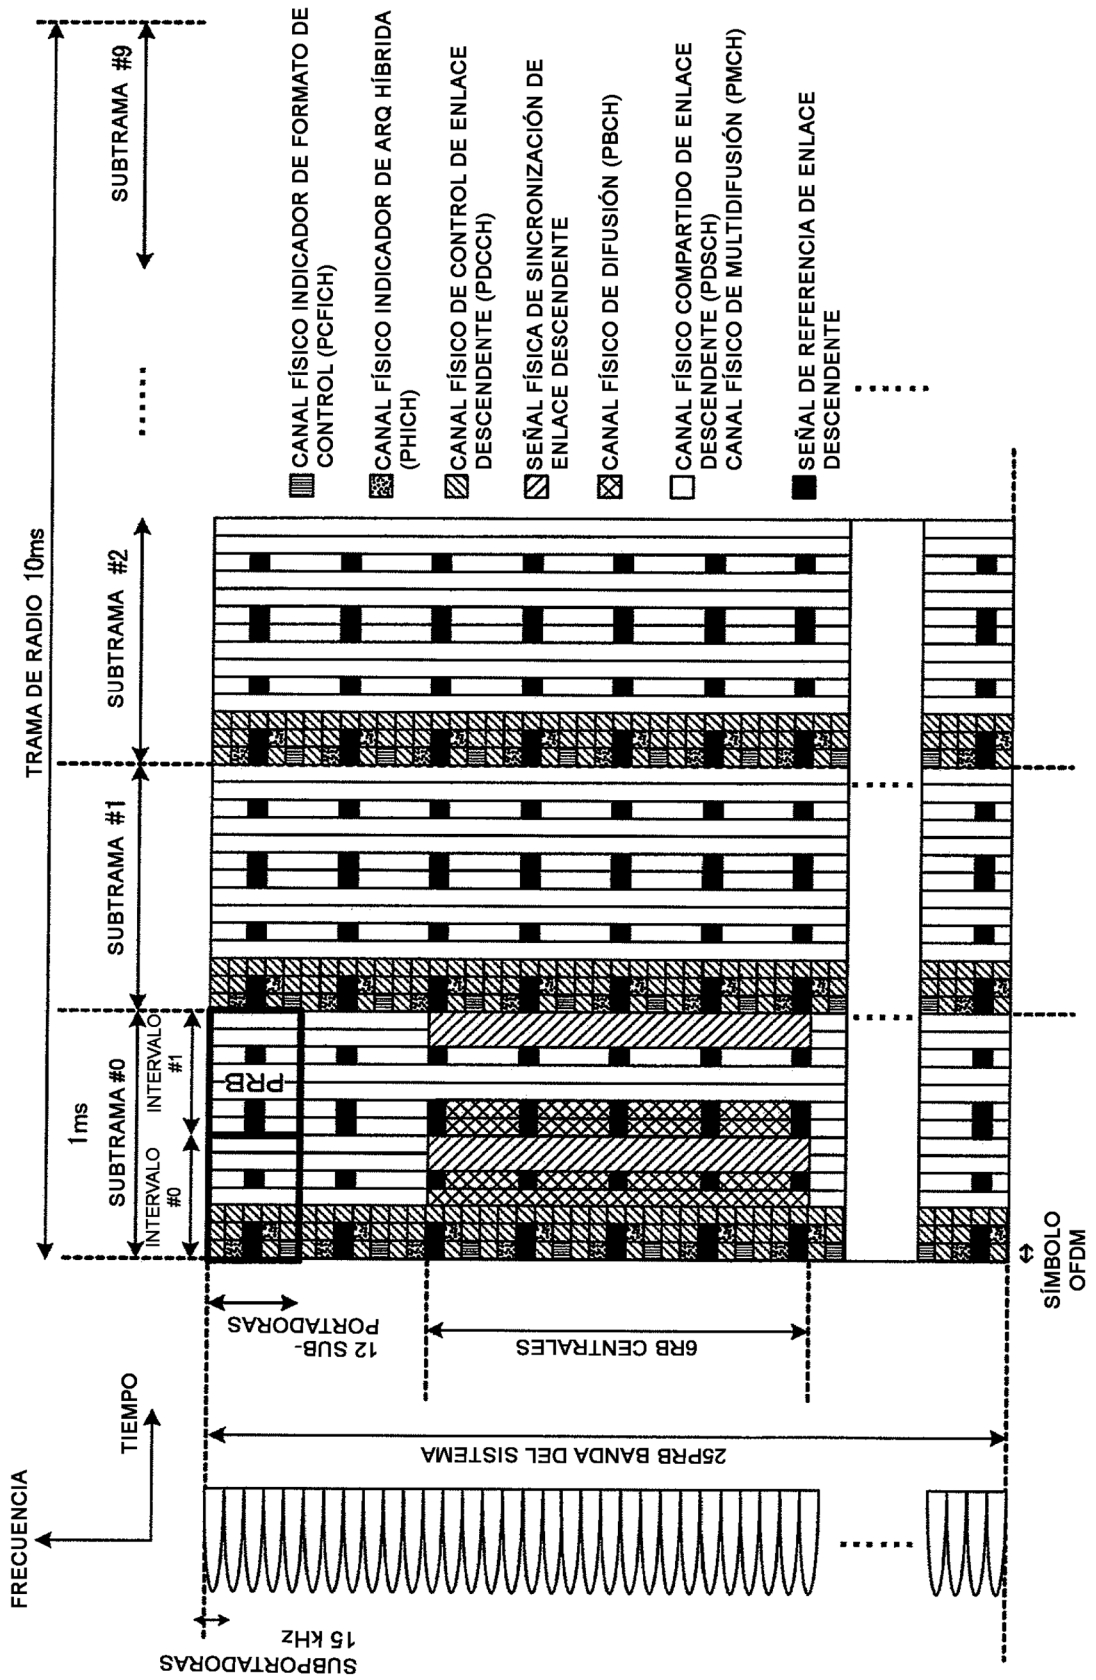 TRAMA DE RADIO 10ms
1ms
SUBTRAMA #0
SUBTRAMA #1
SUBTRAMA #2
SUBTRAMA #9
INTERVALO
#0
INTERVALO
#1
PRB
FRECUENCIA
TIEMPO
SUBPORTADORAS
15 kHz
12 SUB-
PORTADORAS
6RB CENTRALES
25PRB BANDA DEL SISTEMA
SÍMBOLO
OFDM
CANAL FÍSICO INDICADOR DE FORMATO DE
CONTROL (PCFICH)
CANAL FÍSICO INDICADOR DE ARQ HÍBRIDA
(PHICH)
CANAL FÍSICO DE CONTROL DE ENLACE
DESCENDENTE (PDCCH)
SEÑAL FÍSICA DE SINCRONIZACIÓN DE
ENLACE DESCENDENTE
CANAL FÍSICO DE DIFUSIÓN (PBCH)
CANAL FÍSICO COMPARTIDO DE ENLACE
DESCENDENTE (PDSCH)
CANAL FÍSICO DE MULTIDIFUSIÓN (PMCH)
SEÑAL DE REFERENCIA DE ENLACE
DESCENDENTE